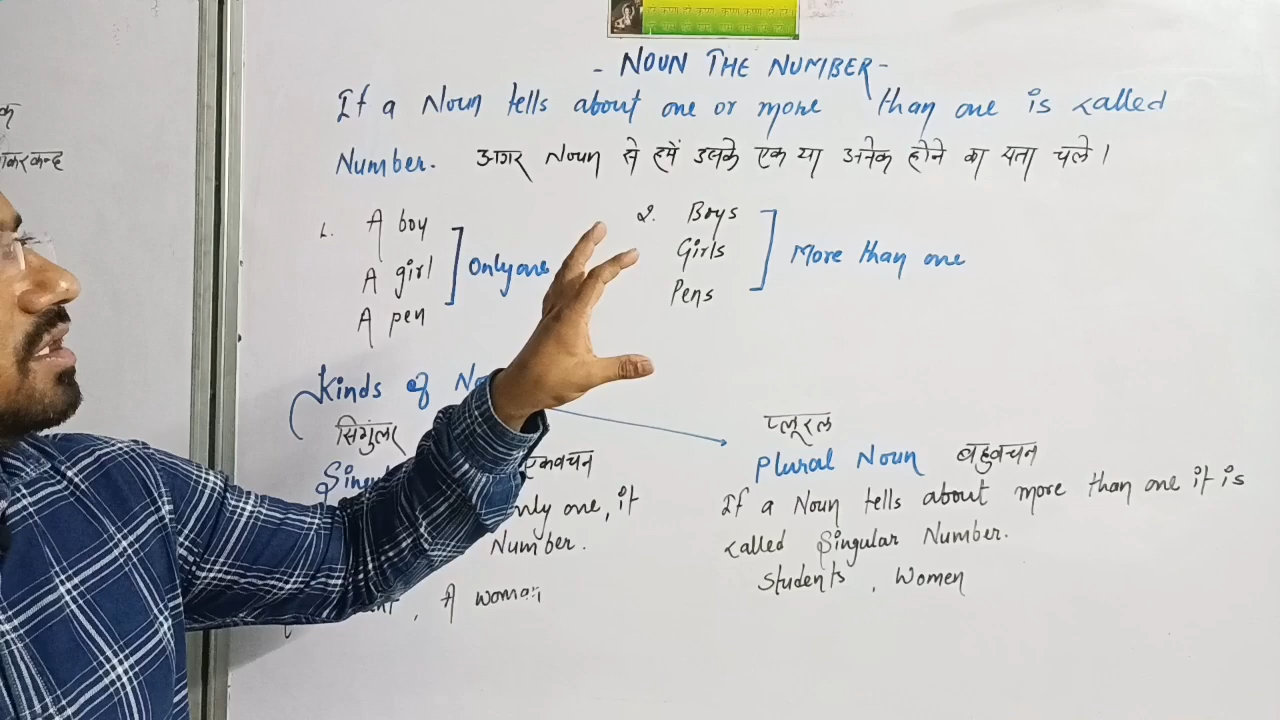 - NOUN THE NUMBER -
If a Noun tells about one or more than one is called
Number. अगर Noun से हमें उसके एक या अनेक होने का पता चले।
1. A boy
A girl
A pen
Only one
2. Boys
Girls
Pens
More than one
Kinds of
सिगुंलर
एकवचन
only one, it
Number.
, A woman
प्लूरल
Plural Noun बहुवचन
If a Noun tells about more than one it is
called Singular Number.
Students, Women